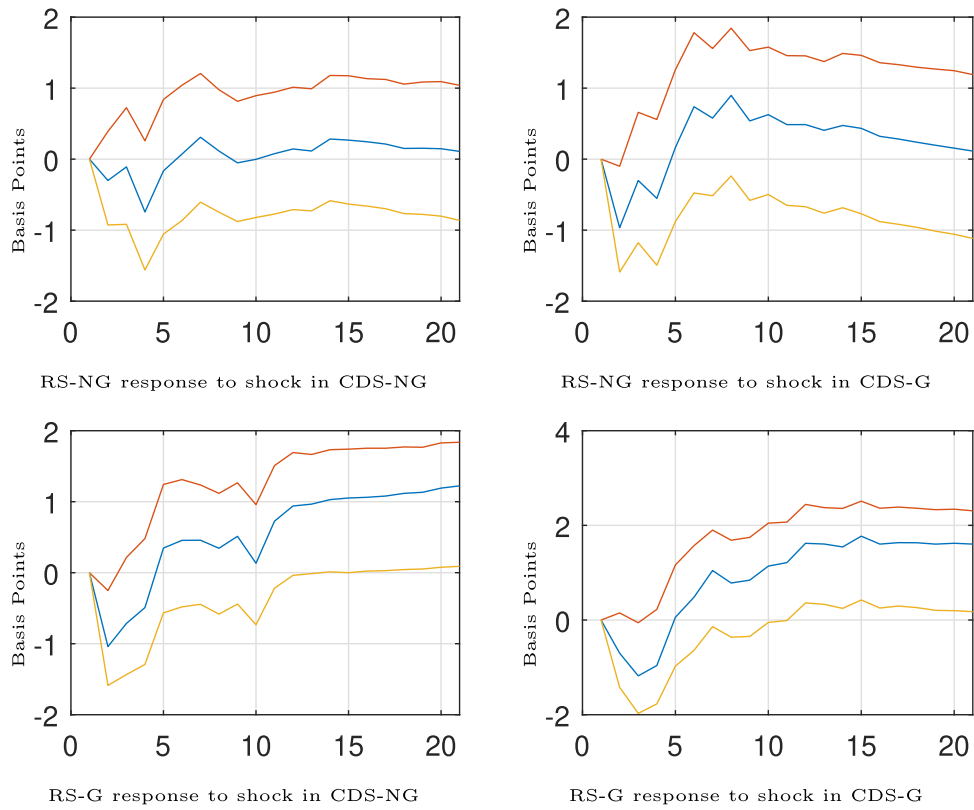 2
1
0
-1
-2
Basis Points
0 5 10 15 20
RS-NG response to shock in CDS-NG
2
1
0
-1
-2
Basis Points
0 5 10 15 20
RS-NG response to shock in CDS-G
2
1
0
-1
-2
Basis Points
0 5 10 15 20
RS-G response to shock in CDS-NG
4
2
0
-2
Basis Points
0 5 10 15 20
RS-G response to shock in CDS-G